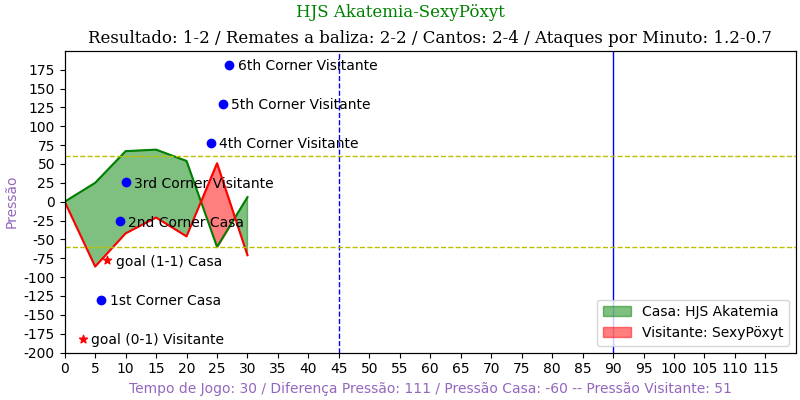 HJS Akatemia-SexyPöxyt
Resultado: 1-2 / Remates a baliza: 2-2 / Cantos: 2-4 / Ataques por Minuto: 1.2-0.7
Pressão
175
150
125
100
75
50
25
0
-25
-50
-75
-100
-125
-150
-175
-200
6th Corner Visitante
5th Corner Visitante
4th Corner Visitante
3rd Corner Visitante
2nd Corner Casa
goal (1-1) Casa
1st Corner Casa
goal (0-1) Visitante
Casa: HJS Akatemia
Visitante: SexyPöxyt
0 5 10 15 20 25 30 35 40 45 50 55 60 65 70 75 80 85 90 95 100 105 110 115
Tempo de Jogo: 30 / Diferença Pressão: 111 / Pressão Casa: -60 -- Pressão Visitante: 51